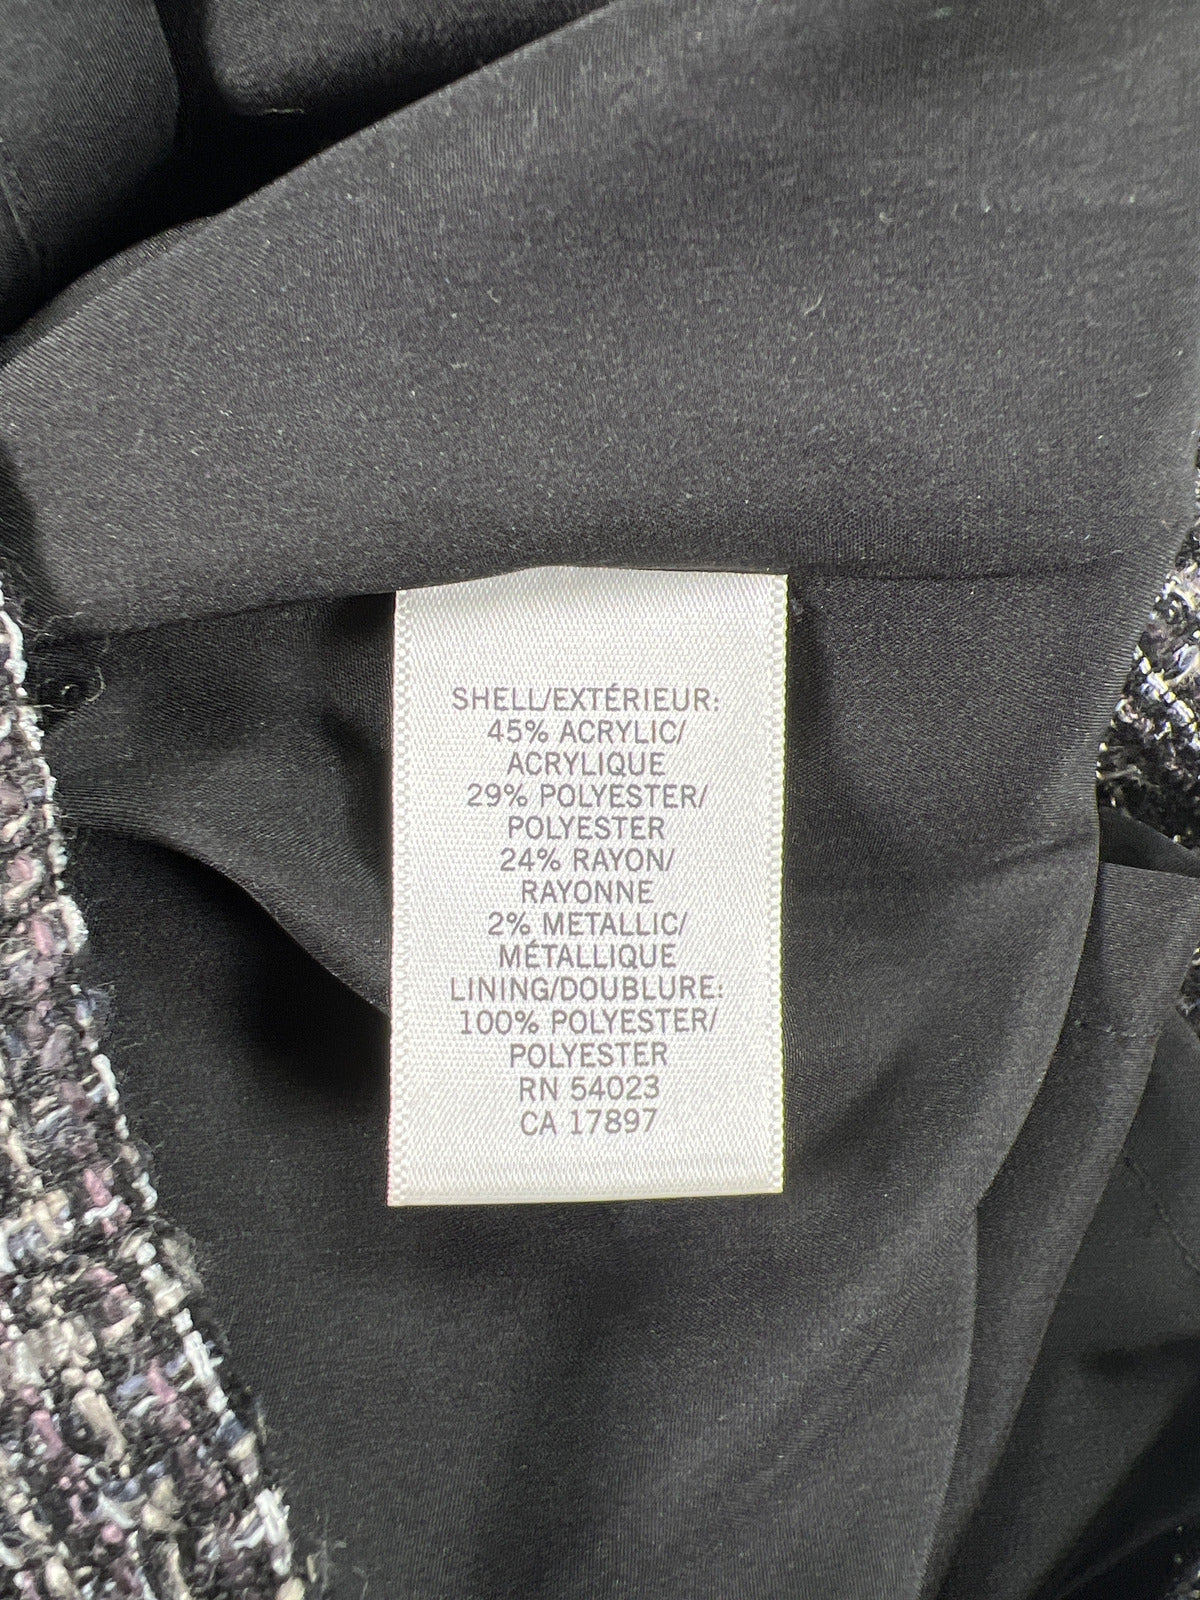 SHELL/EXTÉRIEUR:
45% ACRYLIC/
ACRYLIQUE
29% POLYESTER/
POLYESTER
24% RAYON/
RAYONNE
2% METALLIC/
MÉTALLIQUE
LINING/DOUBLURE:
100% POLYESTER/
POLYESTER
RN 54023
CA 17897